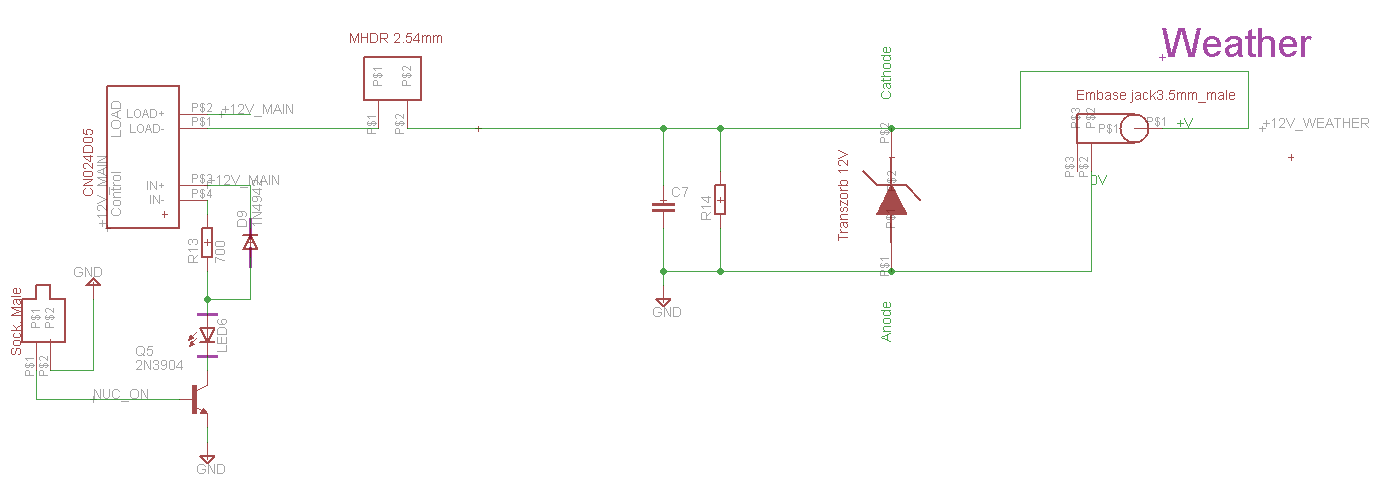 Weather
MHDR 2.54mm
P$1
P$2
P$1
P$2
CN024D05
LOAD
LOAD+
LOAD-
P$2
P$1
+12V_MAIN
+12V_MAIN
Control
IN+
IN-
P$3
P$4
+12V_MAIN
D9
1N4942
R13
700
GND
Sock_Male
P$1
P$2
P$1
P$2
LED6
Q5
2N3904
NUC_ON
GND
C7
R14
GND
Cathode
P$2
P$2
Transzorb 12V
P$1
P$1
Anode
Embase jack3.5mm_male
P$3
P$2
P$1
P$1
+V
P$3
P$2
0V
+12V_WEATHER